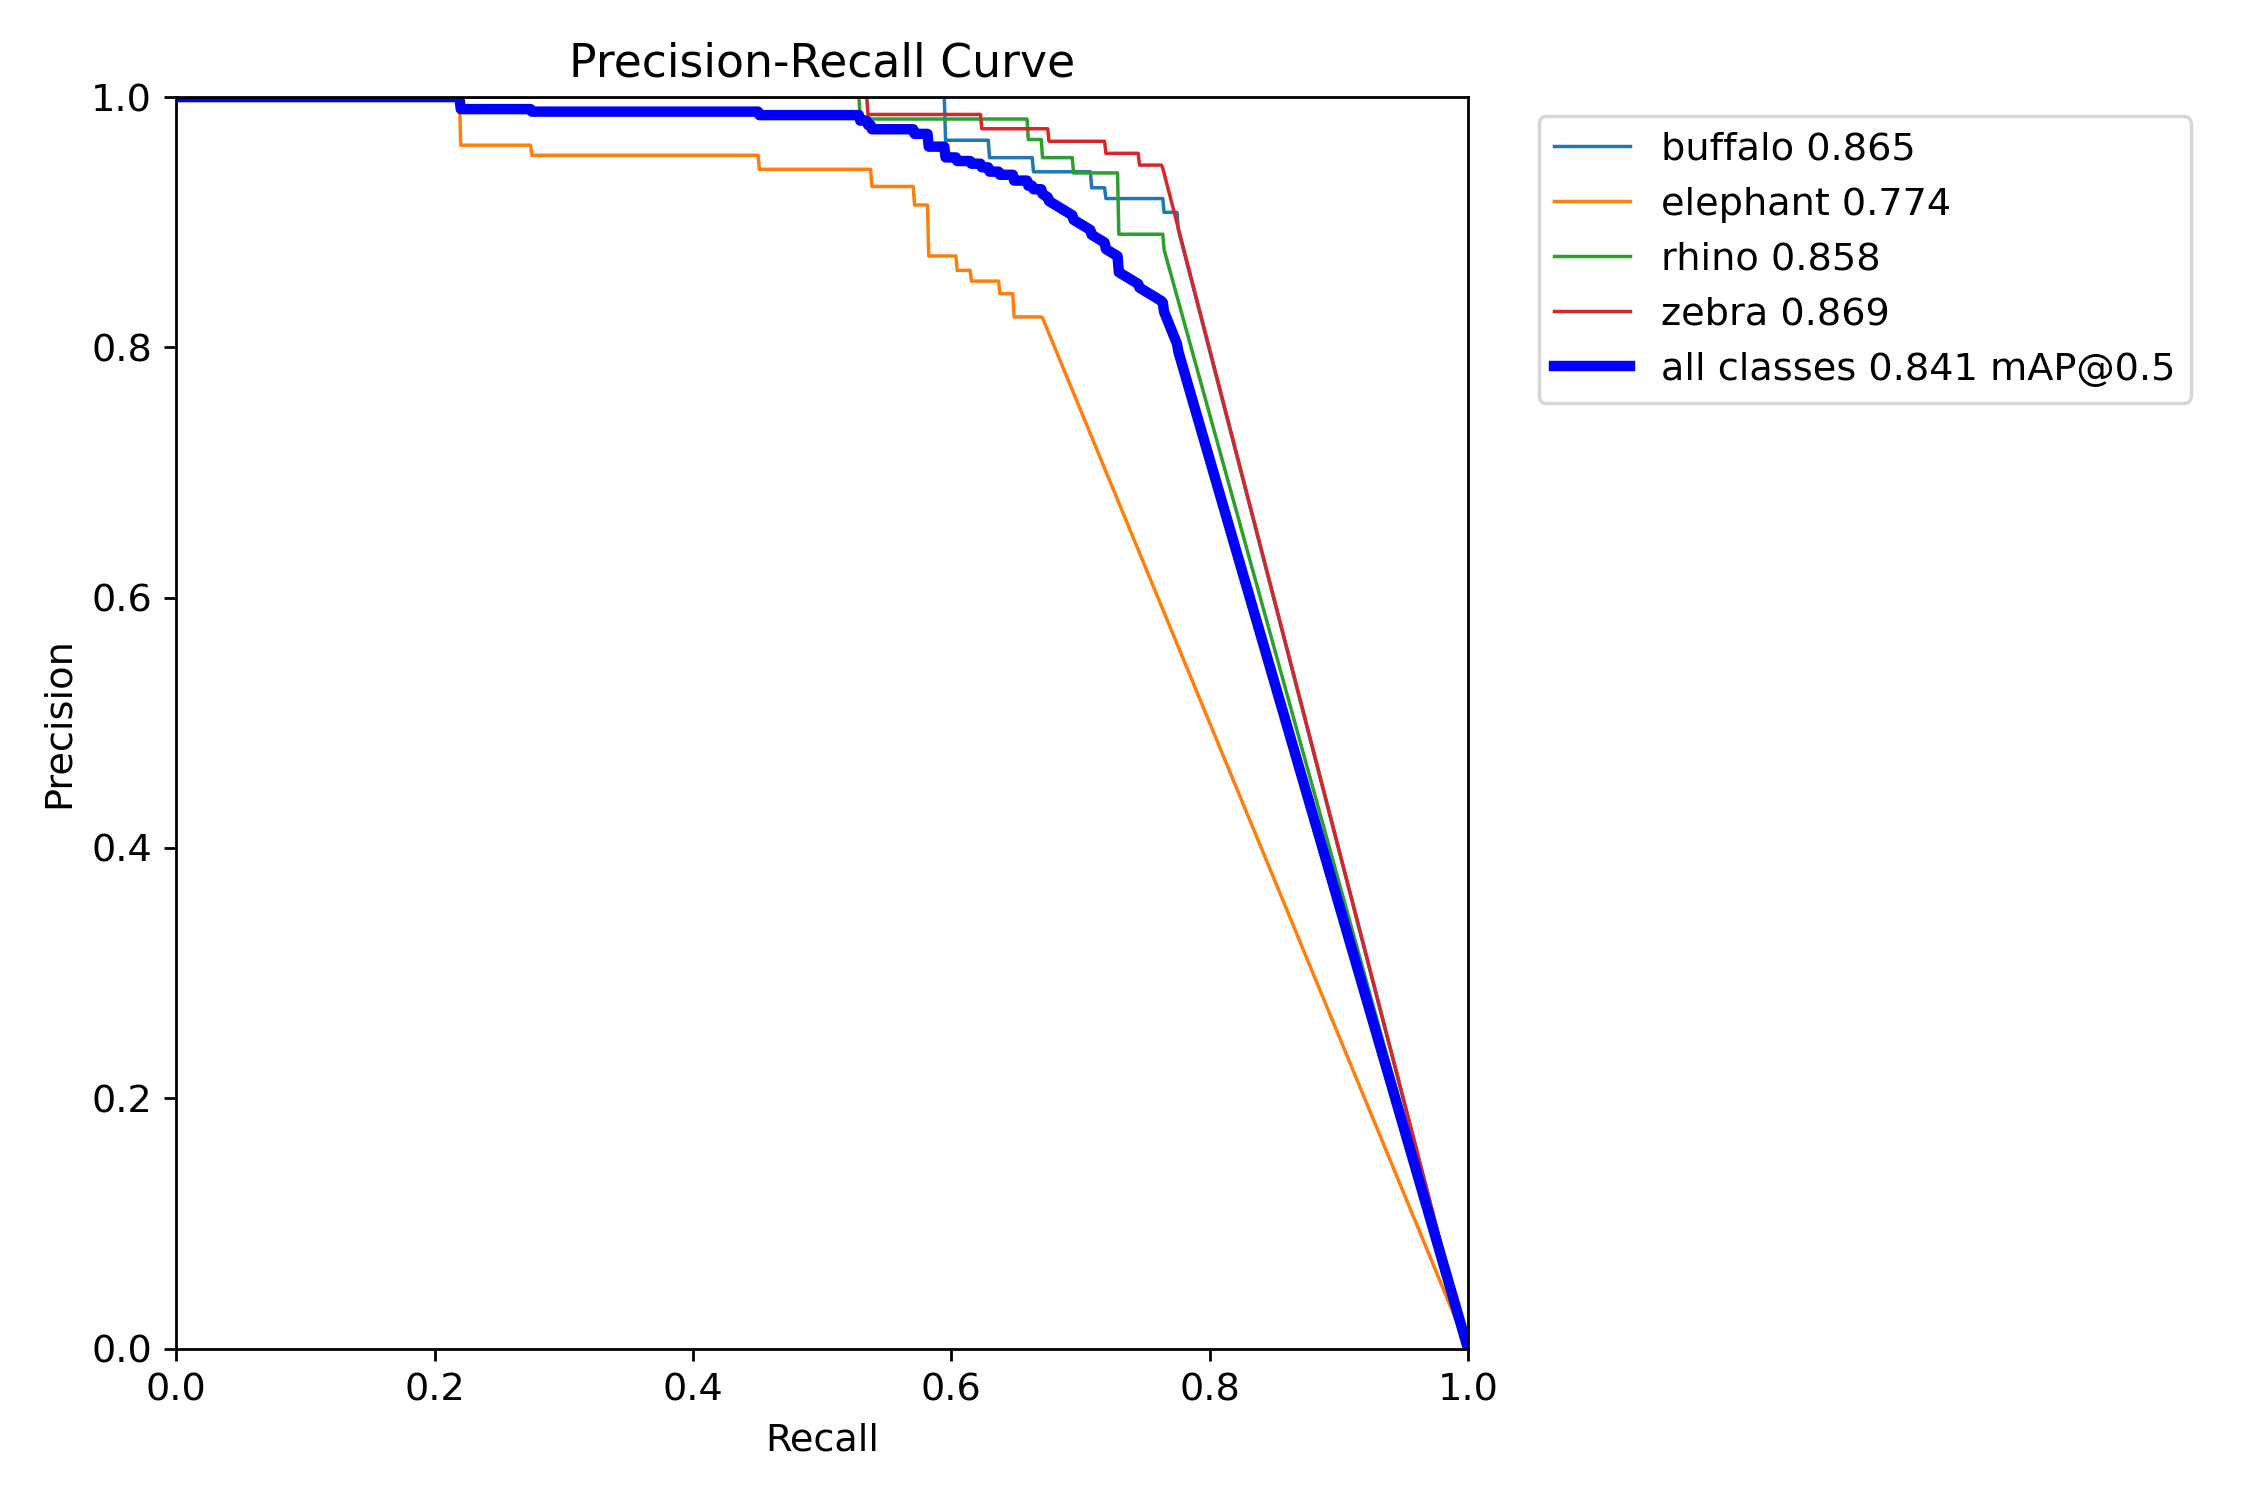 Precision-Recall Curve
1.0
0.8
0.6
0.4
0.2
0.0
Precision
0.0 0.2 0.4 0.6 0.8 1.0
Recall
buffalo 0.865
elephant 0.774
rhino 0.858
zebra 0.869
all classes 0.841 mAP@0.5